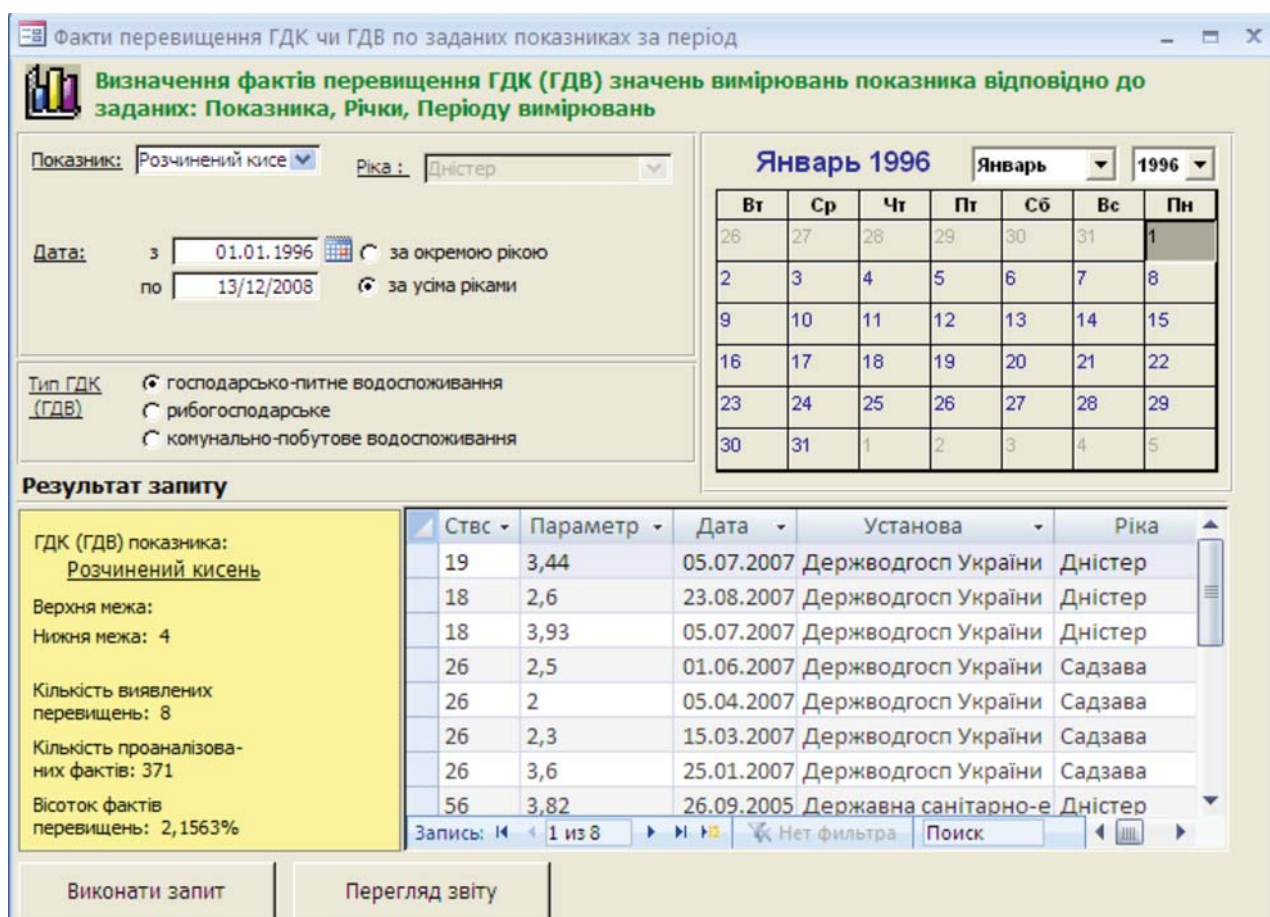 Факти перевищення ГДК чи ГДВ по заданих показниках за період
Визначення фактів перевищення ГДК (ГДВ) значень вимірювань показника відповідно до
заданих: Показника, Річки, Періоду вимірювань
Показник: Розчинений кисе Ріка : Дністер
Дата: з 01.01.1996 за окремою рікою
по 13/12/2008 за усіма ріками
Тип ГДК господарсько-питне водоспоживання
(ГДВ) рибогосподарське
комунально-побутове водоспоживання
Январь 1996 Январь 1996
Вт Ср Чт Пт Сб Вс Пн
26 27 28 29 30 31 1
2 3 4 5 6 7 8
9 10 11 12 13 14 15
16 17 18 19 20 21 22
23 24 25 26 27 28 29
30 31 1 2 3 4 5
Результат запиту
ГДК (ГДВ) показника:
Розчинений кисень
Верхня межа:
Нижня межа: 4
Кількість виявлених
перевищень: 8
Кількість проаналізова-
них фактів: 371
Вісоток фактів
перевищень: 2,1563%
Ствс Параметр Дата Установа Ріка
19 3,44 05.07.2007 Держводгосп України Дністер
18 2,6 23.08.2007 Держводгосп України Дністер
18 3,93 05.07.2007 Держводгосп України Дністер
26 2,5 01.06.2007 Держводгосп України Садзава
26 2 05.04.2007 Держводгосп України Садзава
26 2,3 15.03.2007 Держводгосп України Садзава
26 3,6 25.01.2007 Держводгосп України Садзава
56 3,82 26.09.2005 Державна санітарно-е Дністер
Запись: 1 из 8 Нет фильтра Поиск
Виконати запит Перегляд звіту